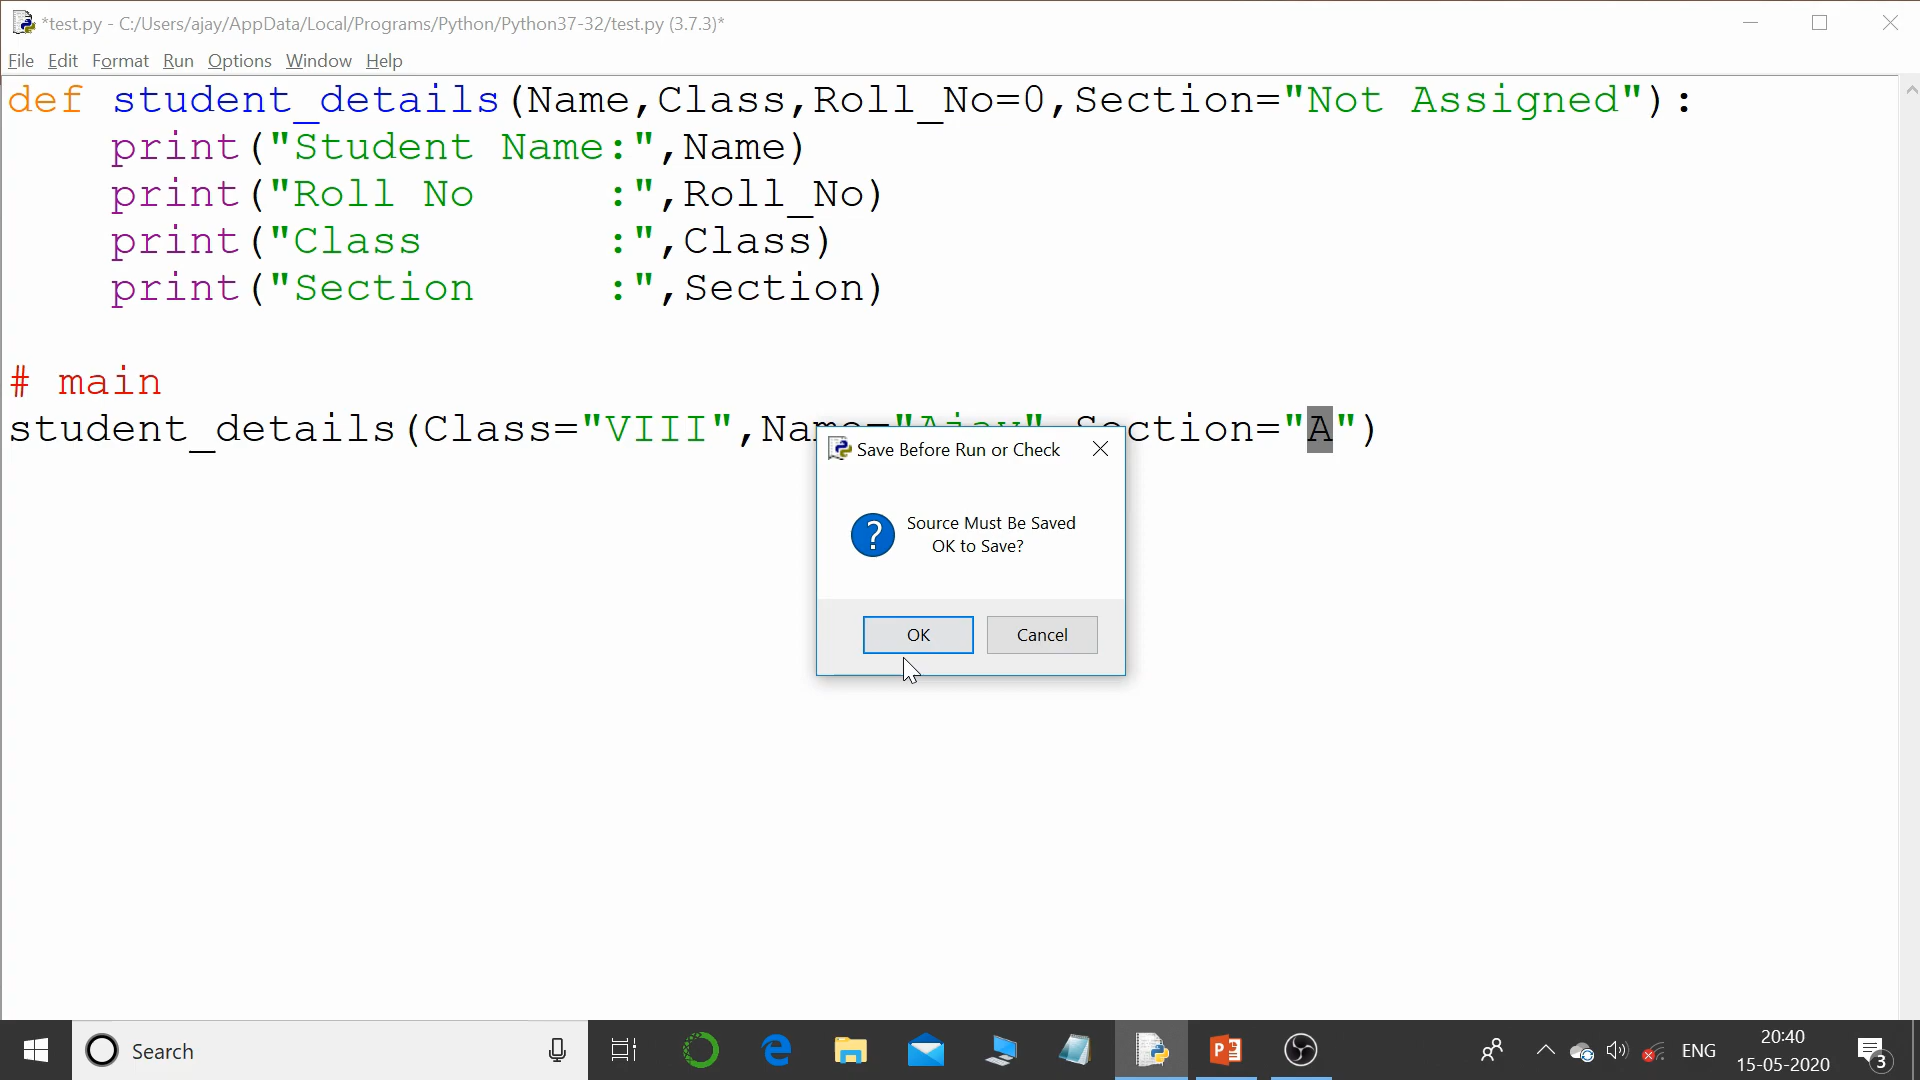 *test.py - C:/Users/ajay/AppData/Local/Programs/Python/Python37-32/test.py (3.7.3)*
File Edit Format Run Options Window Help
def student_details(Name,Class,Roll_No=0,Section="Not Assigned"):
    print("Student Name:",Name)
    print("Roll No     :",Roll_No)
    print("Class       :",Class)
    print("Section     :",Section)
# main
student_details(Class="VIII",Name="Ajay",Section="A")
Save Before Run or Check
Source Must Be Saved
OK to Save?
OK Cancel
Search
ENG
20:40
15-05-2020
3